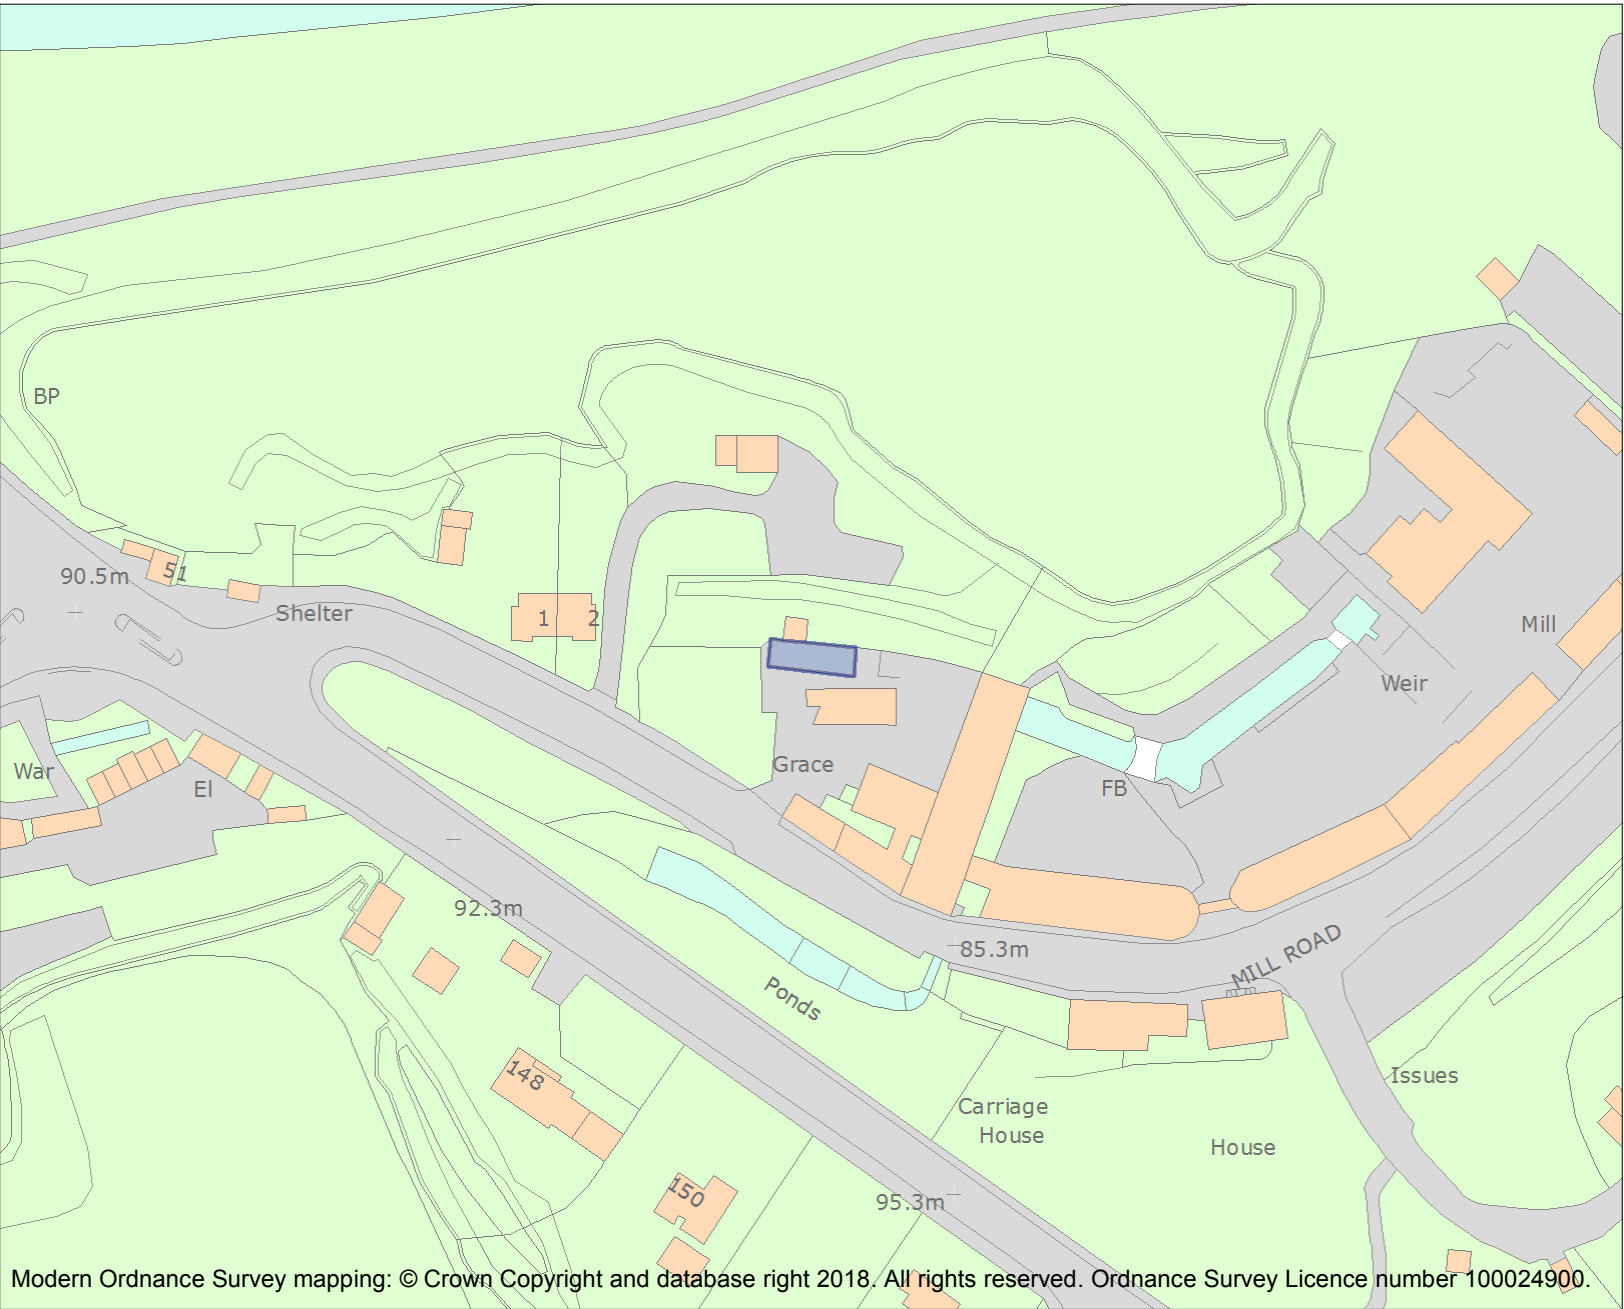 BP
90.5m
51
Shelter
1
2
Mill
Weir
War
El
Grace
FB
92.3m
85.3m
MILL ROAD
Ponds
148
Issues
Carriage
House
House
150
95.3m
Modern Ordnance Survey mapping: © Crown Copyright and database right 2018. All rights reserved. Ordnance Survey Licence number 100024900.